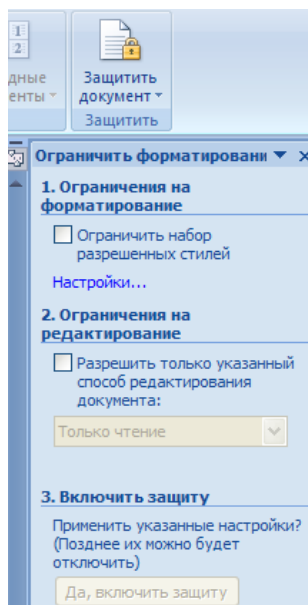 1
2
Защитить
документ
Защитить
Ограничить форматировани
1. Ограничения на
форматирование
Ограничить набор
разрешенных стилей
Настройки...
2. Ограничения на
редактирование
Разрешить только указанный
способ редактирования
документа:
Только чтение
3. Включить защиту
Применить указанные настройки?
(Позднее их можно будет
отключить)
Да, включить защиту